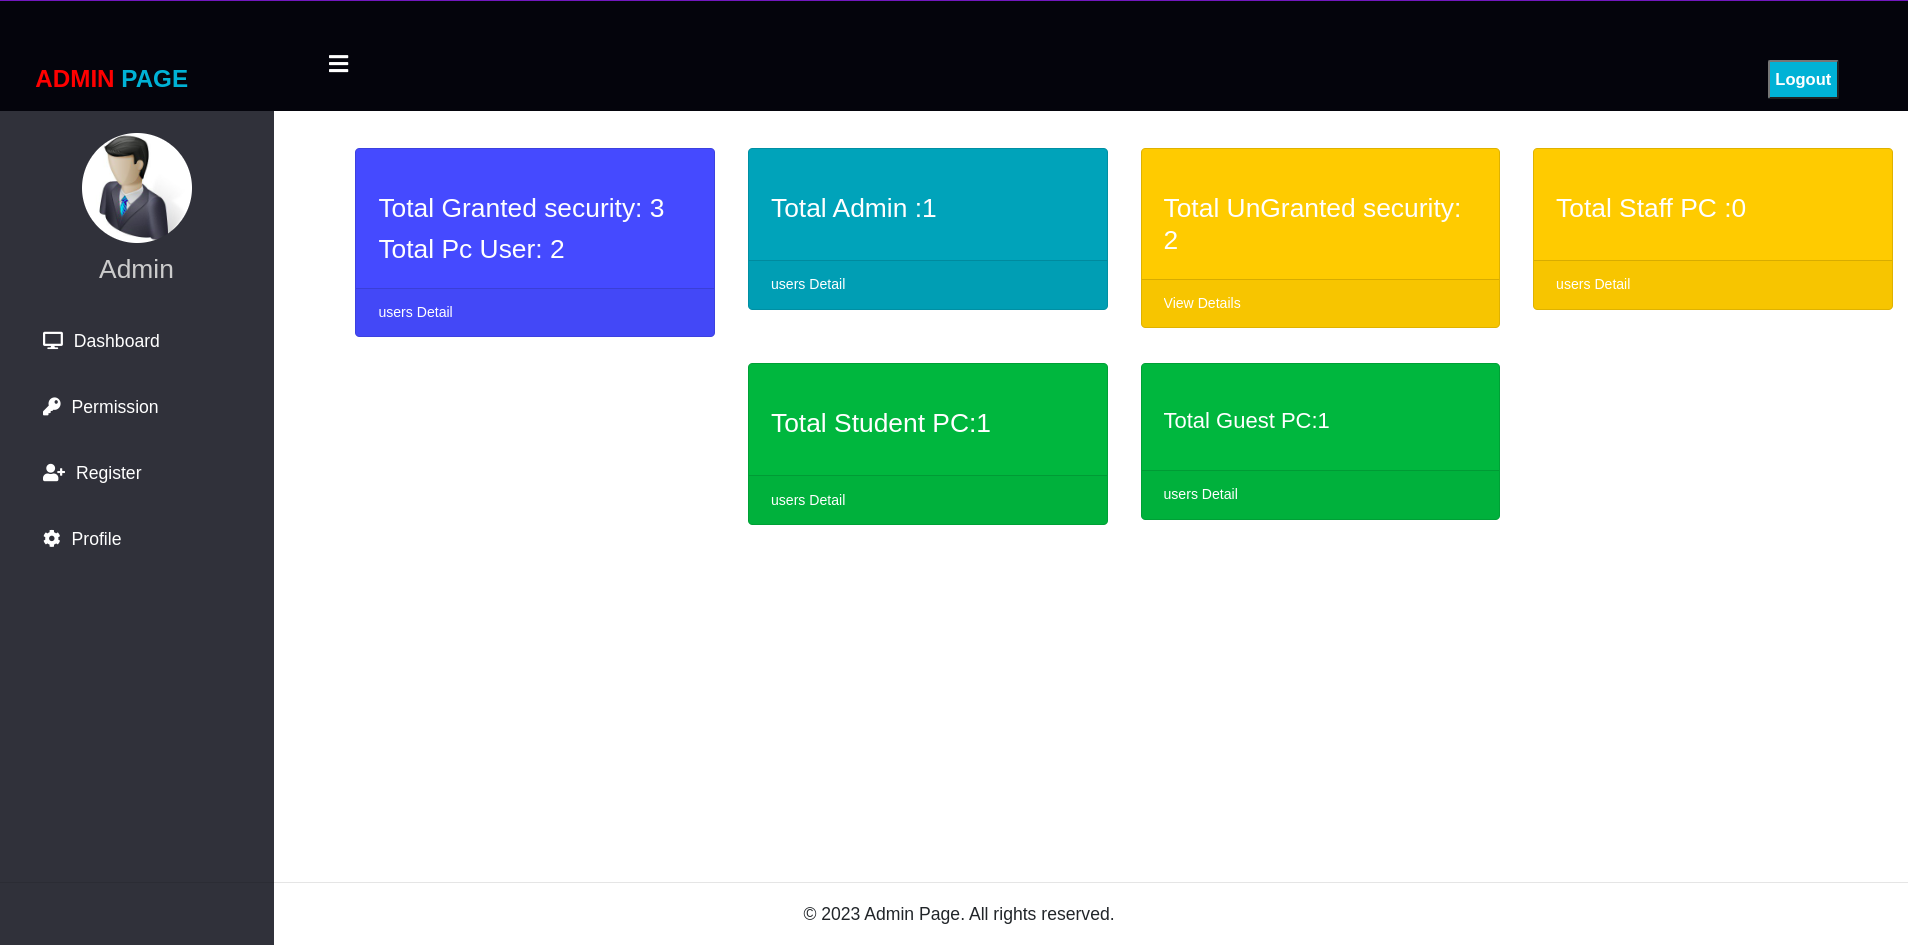 ADMIN PAGE
Logout
Admin
Dashboard
Permission
Register
Profile
Total Granted security: 3
Total Pc User: 2
users Detail
Total Admin :1
users Detail
Total UnGranted security:
2
View Details
Total Staff PC :0
users Detail
Total Student PC:1
users Detail
Total Guest PC:1
users Detail
© 2023 Admin Page. All rights reserved.